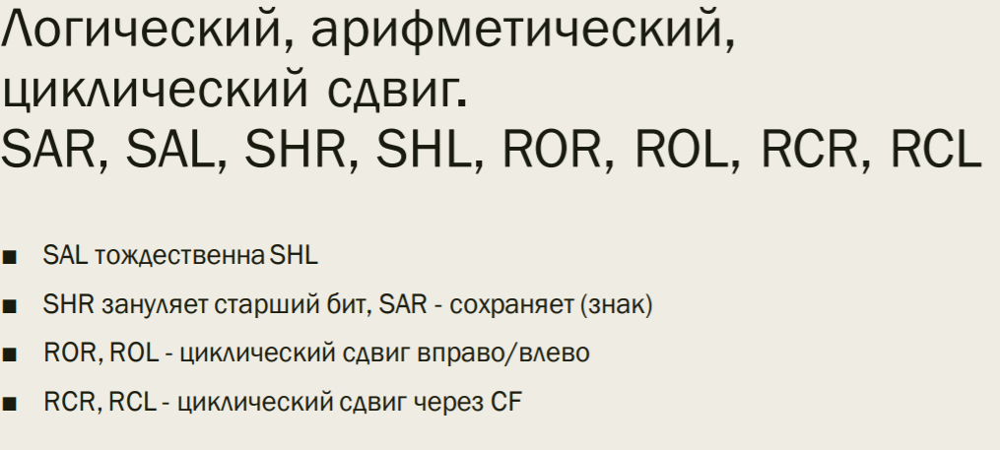 Логический, арифметический,
циклический сдвиг.
SAR, SAL, SHR, SHL, ROR, ROL, RCR, RCL
▪ SAL тождественна SHL
▪ SHR зануляет старший бит, SAR - сохраняет (знак)
▪ ROR, ROL - циклический сдвиг вправо/влево
▪ RCR, RCL - циклический сдвиг через CF